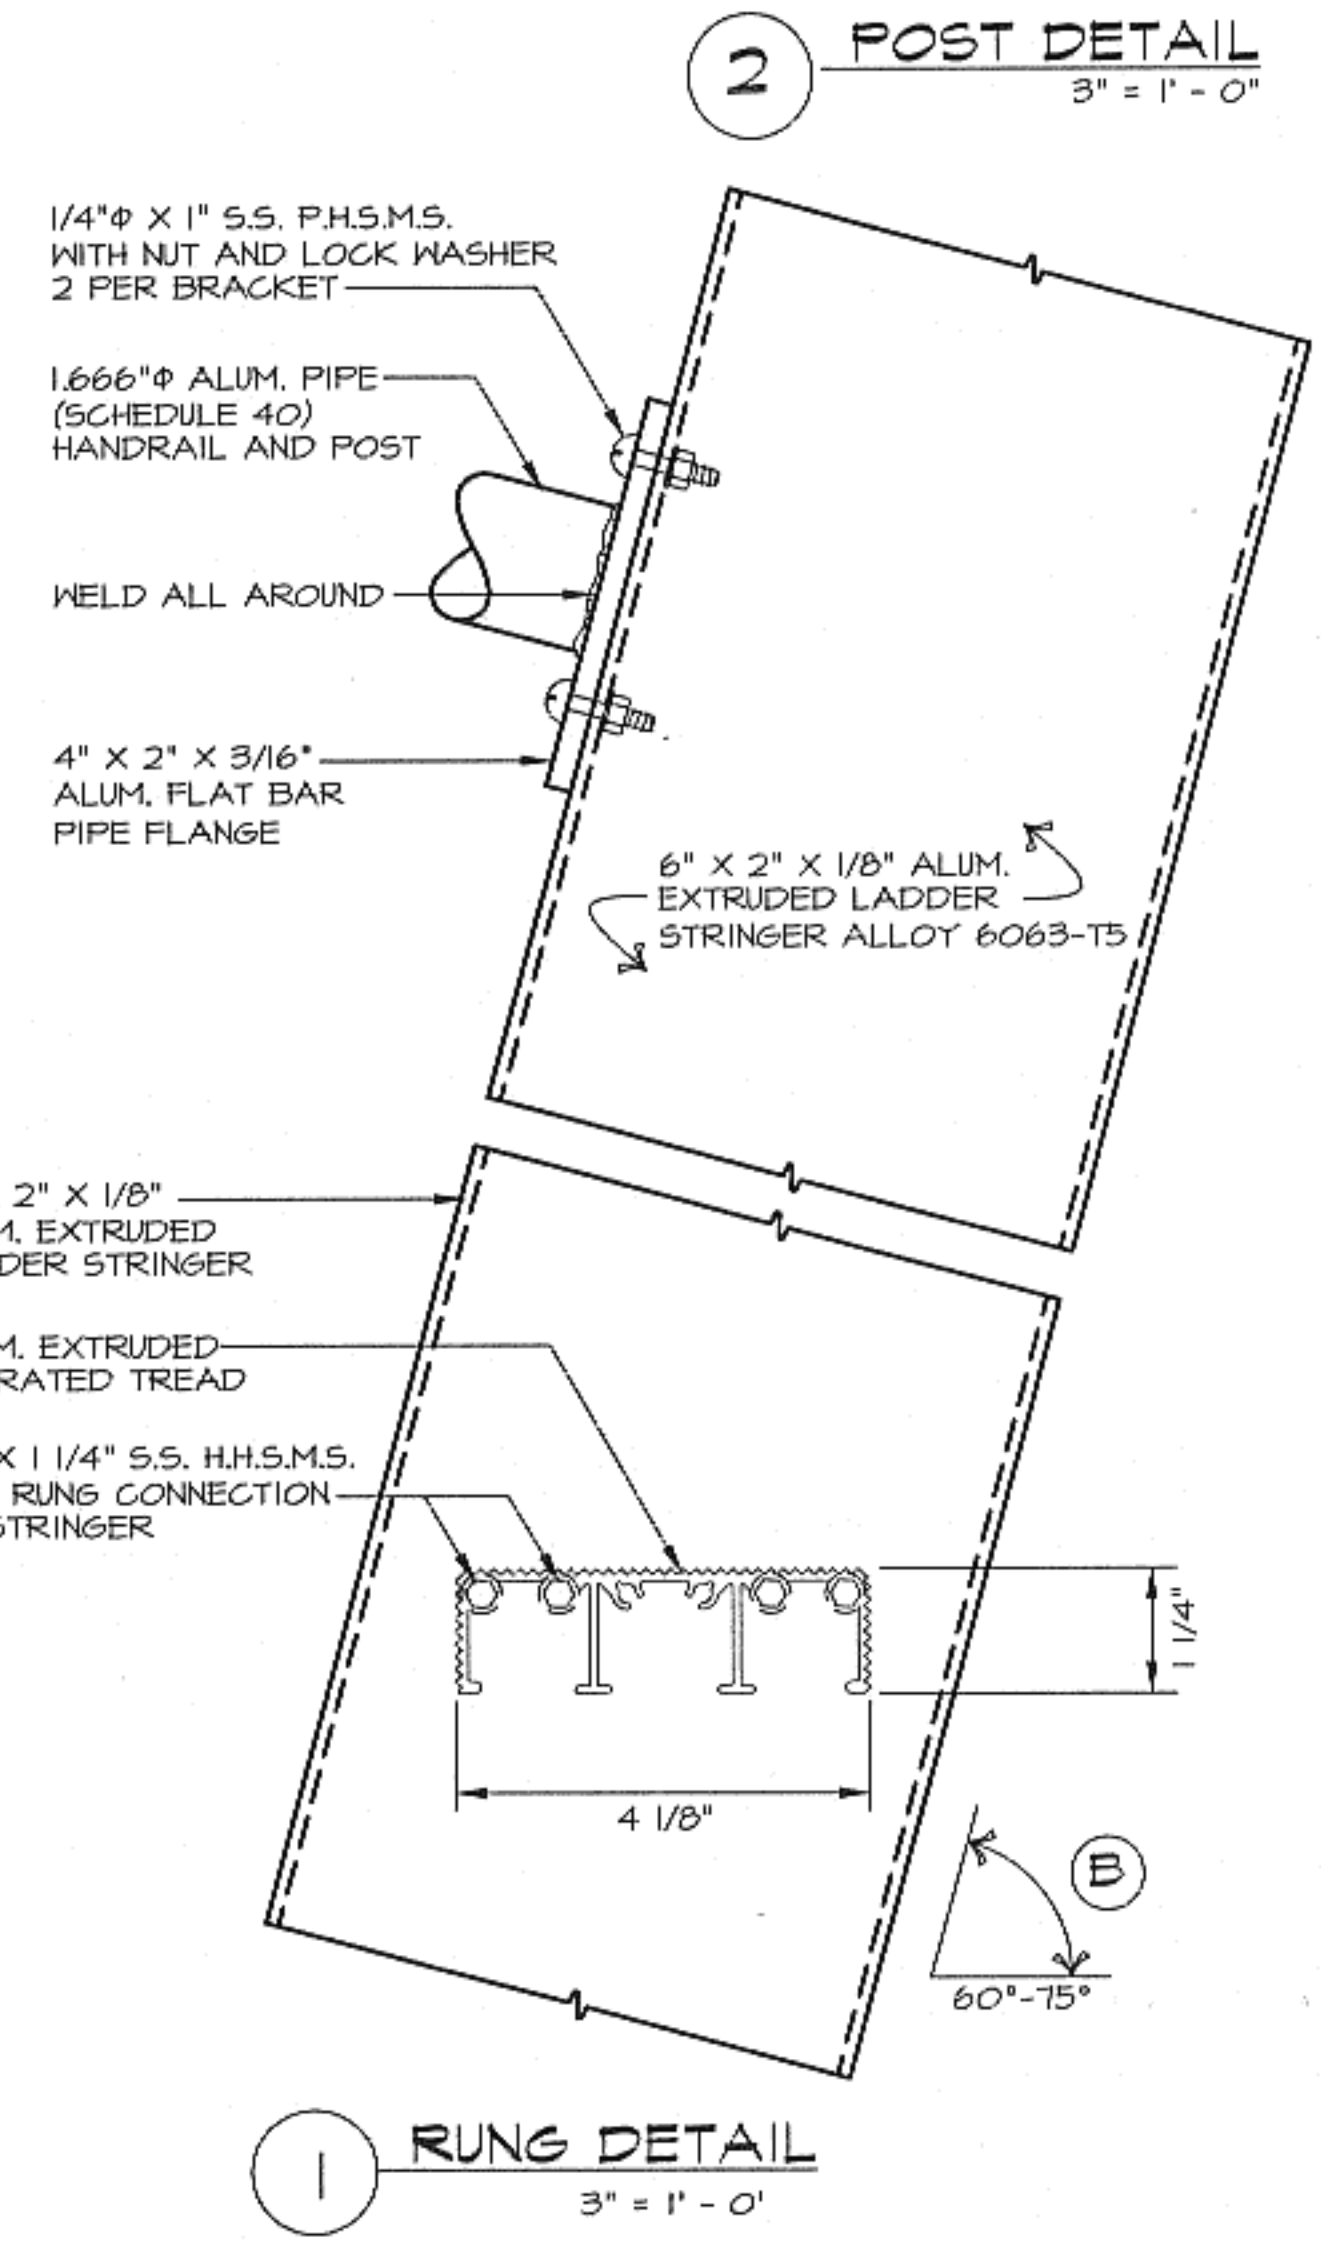 2
POST DETAIL
3" = 1' - 0"
1/4"Φ X 1" S.S. P.H.S.M.S.
WITH NUT AND LOCK WASHER
2 PER BRACKET
1.666"Φ ALUM. PIPE
(SCHEDULE 40)
HANDRAIL AND POST
WELD ALL AROUND
4" X 2" X 3/16"
ALUM. FLAT BAR
PIPE FLANGE
6" X 2" X 1/8" ALUM.
EXTRUDED LADDER
STRINGER ALLOY 6063-T5
2" X 1/8"
M. EXTRUDED
DER STRINGER
M. EXTRUDED
RATED TREAD
X 1 1/4" S.S. H.H.S.M.S.
RUNG CONNECTION
STRINGER
1 1/4"
4 1/8"
B
60°-75°
1
RUNG DETAIL
3" = 1' - 0'